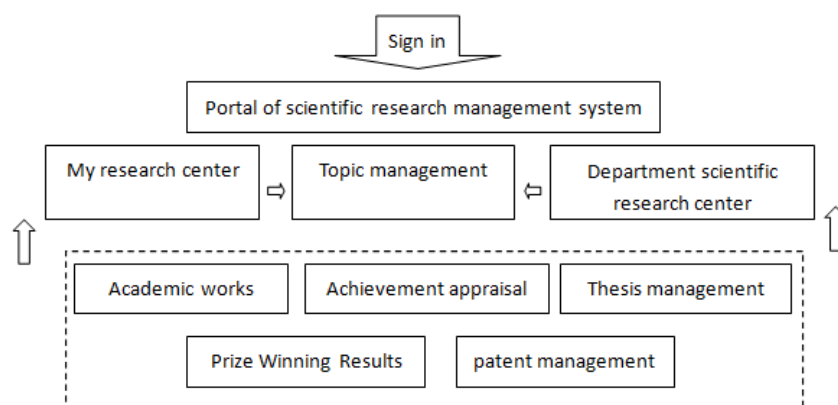 Sign in
Portal of scientific research management system
My research center
Topic management
Department scientific
research center
Academic works
Achievement appraisal
Thesis management
Prize Winning Results
patent management